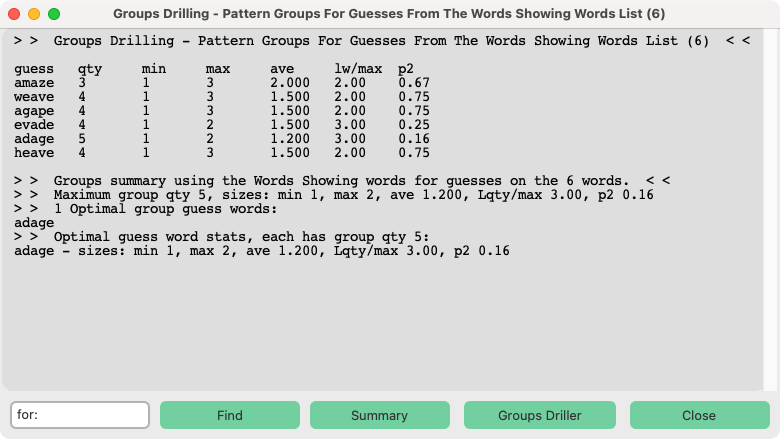 Groups Drilling - Pattern Groups For Guesses From The Words Showing Words List (6)
> >  Groups Drilling - Pattern Groups For Guesses From The Words Showing Words List (6)  < <
guess   qty     min     max     ave     lw/max  p2
amaze   3       1       3       2.000   2.00    0.67
weave   4       1       3       1.500   2.00    0.75
agape   4       1       3       1.500   2.00    0.75
evade   4       1       2       1.500   3.00    0.25
adage   5       1       2       1.200   3.00    0.16
heave   4       1       3       1.500   2.00    0.75
> >  Groups summary using the Words Showing words for guesses on the 6 words.  < <
> >  Maximum group qty 5, sizes: min 1, max 2, ave 1.200, Lqty/max 3.00, p2 0.16
> >  1 Optimal group guess words:
adage
> >  Optimal guess word stats, each has group qty 5:
adage - sizes: min 1, max 2, ave 1.200, Lqty/max 3.00, p2 0.16
for:    Find    Summary    Groups Driller    Close